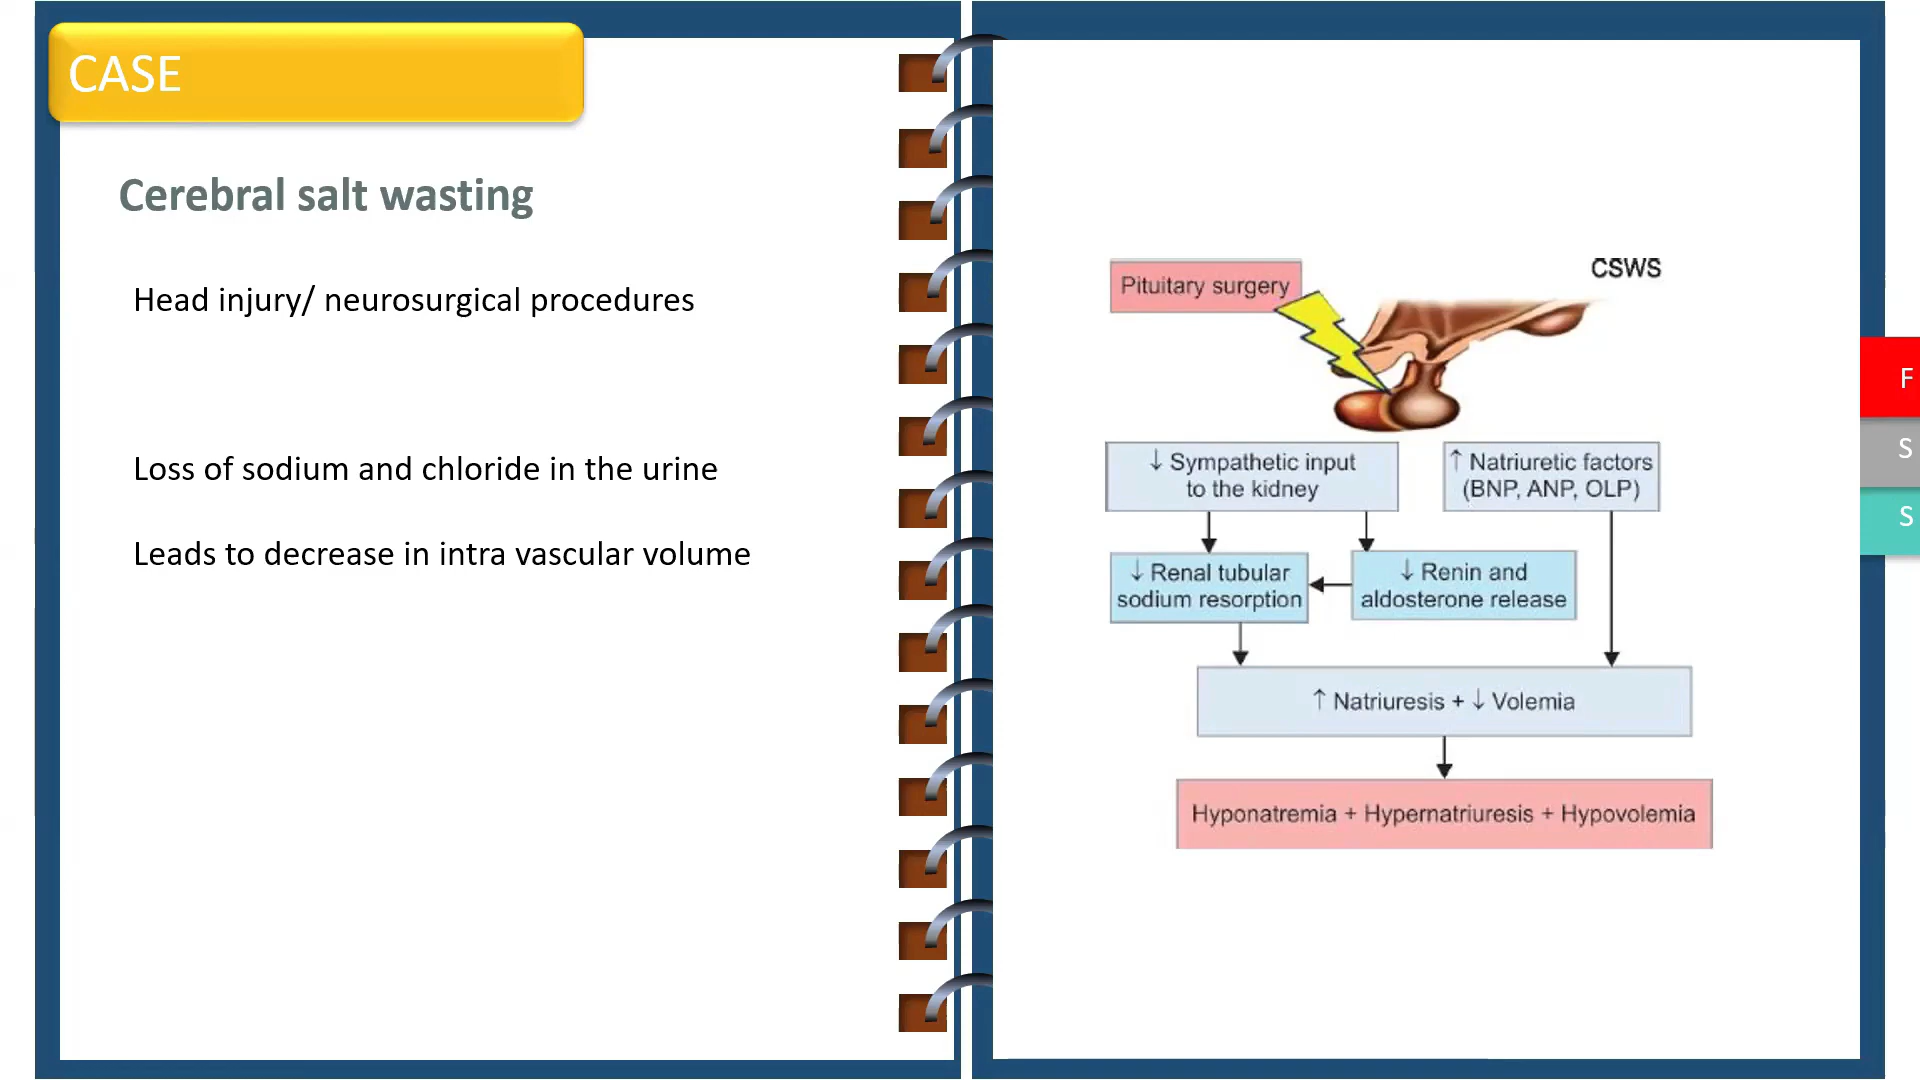 CASE
Cerebral salt wasting
Head injury/ neurosurgical procedures
Loss of sodium and chloride in the urine
Leads to decrease in intra vascular volume
CSWS
Pituitary surgery
↓ Sympathetic input
to the kidney
↑ Natriuretic factors
(BNP, ANP, OLP)
↓ Renal tubular
sodium resorption
↓ Renin and
aldosterone release
↑ Natriuresis + ↓ Volemia
Hyponatremia + Hypernatriuresis + Hypovolemia
F
S
S